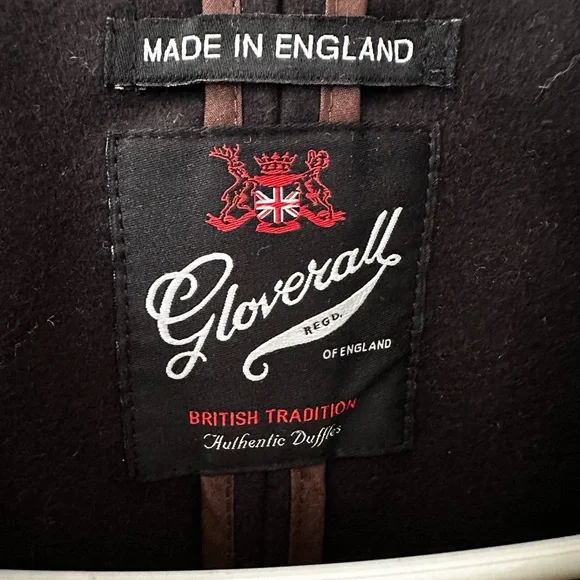 MADE IN ENGLAND
Gloverall
REGD.
OF ENGLAND
BRITISH TRADITION
Authentic Duffles